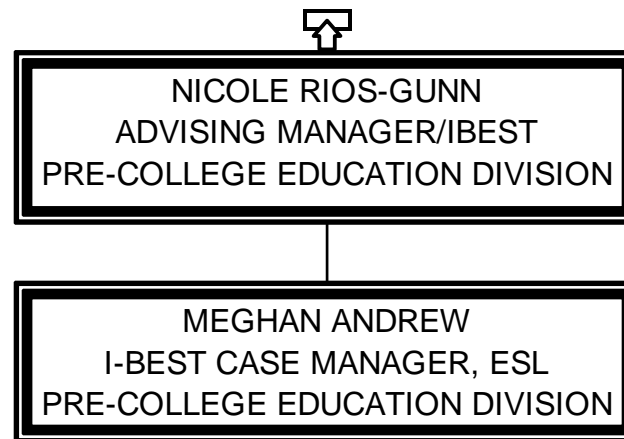 NICOLE RIOS-GUNN
ADVISING MANAGER/IBEST
PRE-COLLEGE EDUCATION DIVISION
MEGHAN ANDREW
I-BEST CASE MANAGER, ESL
PRE-COLLEGE EDUCATION DIVISION